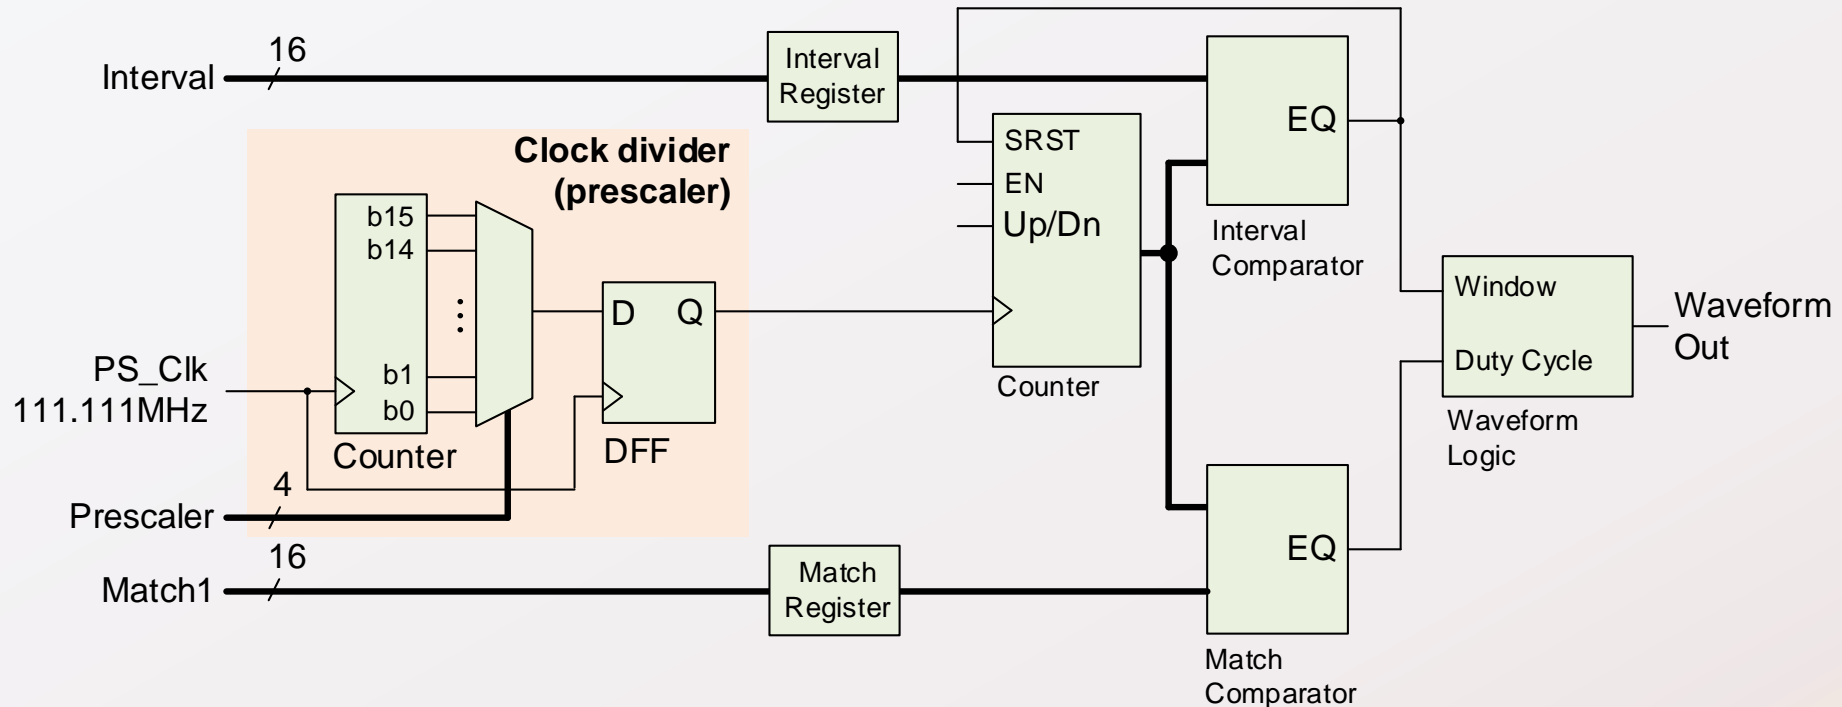 16
Interval
Interval
Register
Clock divider
(prescaler)
b15
b14
b1
b0
Counter
D Q
DFF
PS_Clk
111.111MHz
4
Prescaler
16
Match1
Match
Register
SRST
EN
Up/Dn
Counter
EQ
Interval
Comparator
EQ
Match
Comparator
Window
Duty Cycle
Waveform
Logic
Waveform
Out